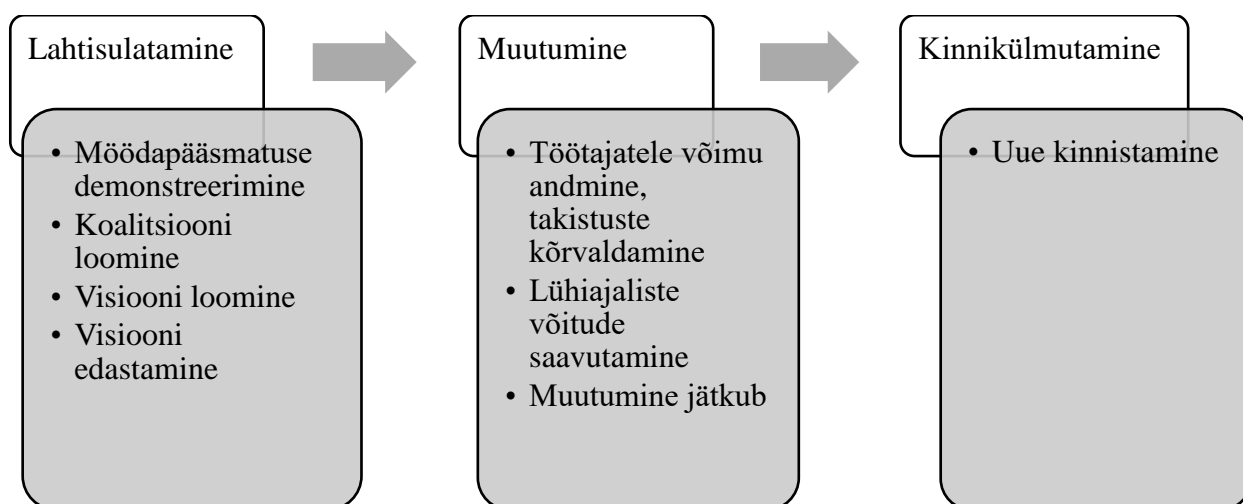 Lahtisulatamine
• Möödapääsmatuse
demonstreerimine
• Koalitsiooni
loomine
• Visiooni loomine
• Visiooni
edastamine
Muutumine
• Töötajatele võimu
andmine,
takistuste
kõrvaldamine
• Lühiajaliste
võitude
saavutamine
• Muutumine jätkub
Kinnikülmutamine
• Uue kinnistamine